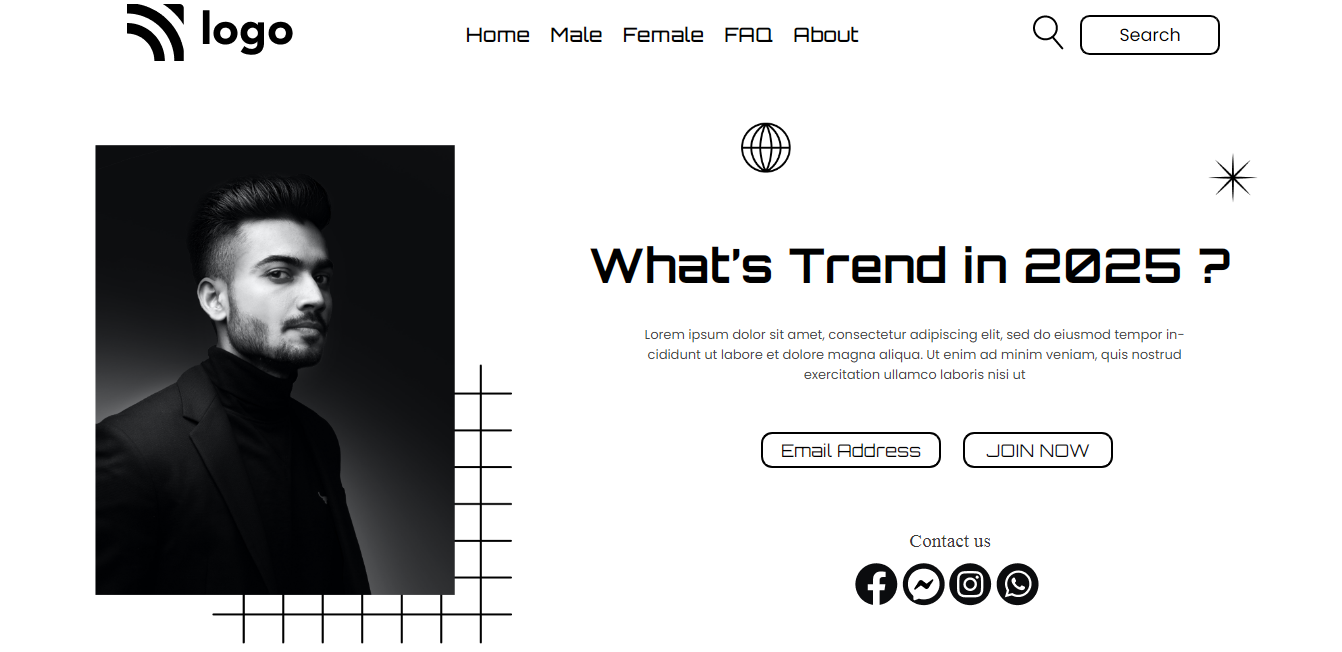 logo
Home Male Female FAQ About
Search
What's Trend in 2025 ?
Lorem ipsum dolor sit amet, consectetur adipiscing elit, sed do eiusmod tempor in-
cididunt ut labore et dolore magna aliqua. Ut enim ad minim veniam, quis nostrud
exercitation ullamco laboris nisi ut
Email Address
JOIN NOW
Contact us